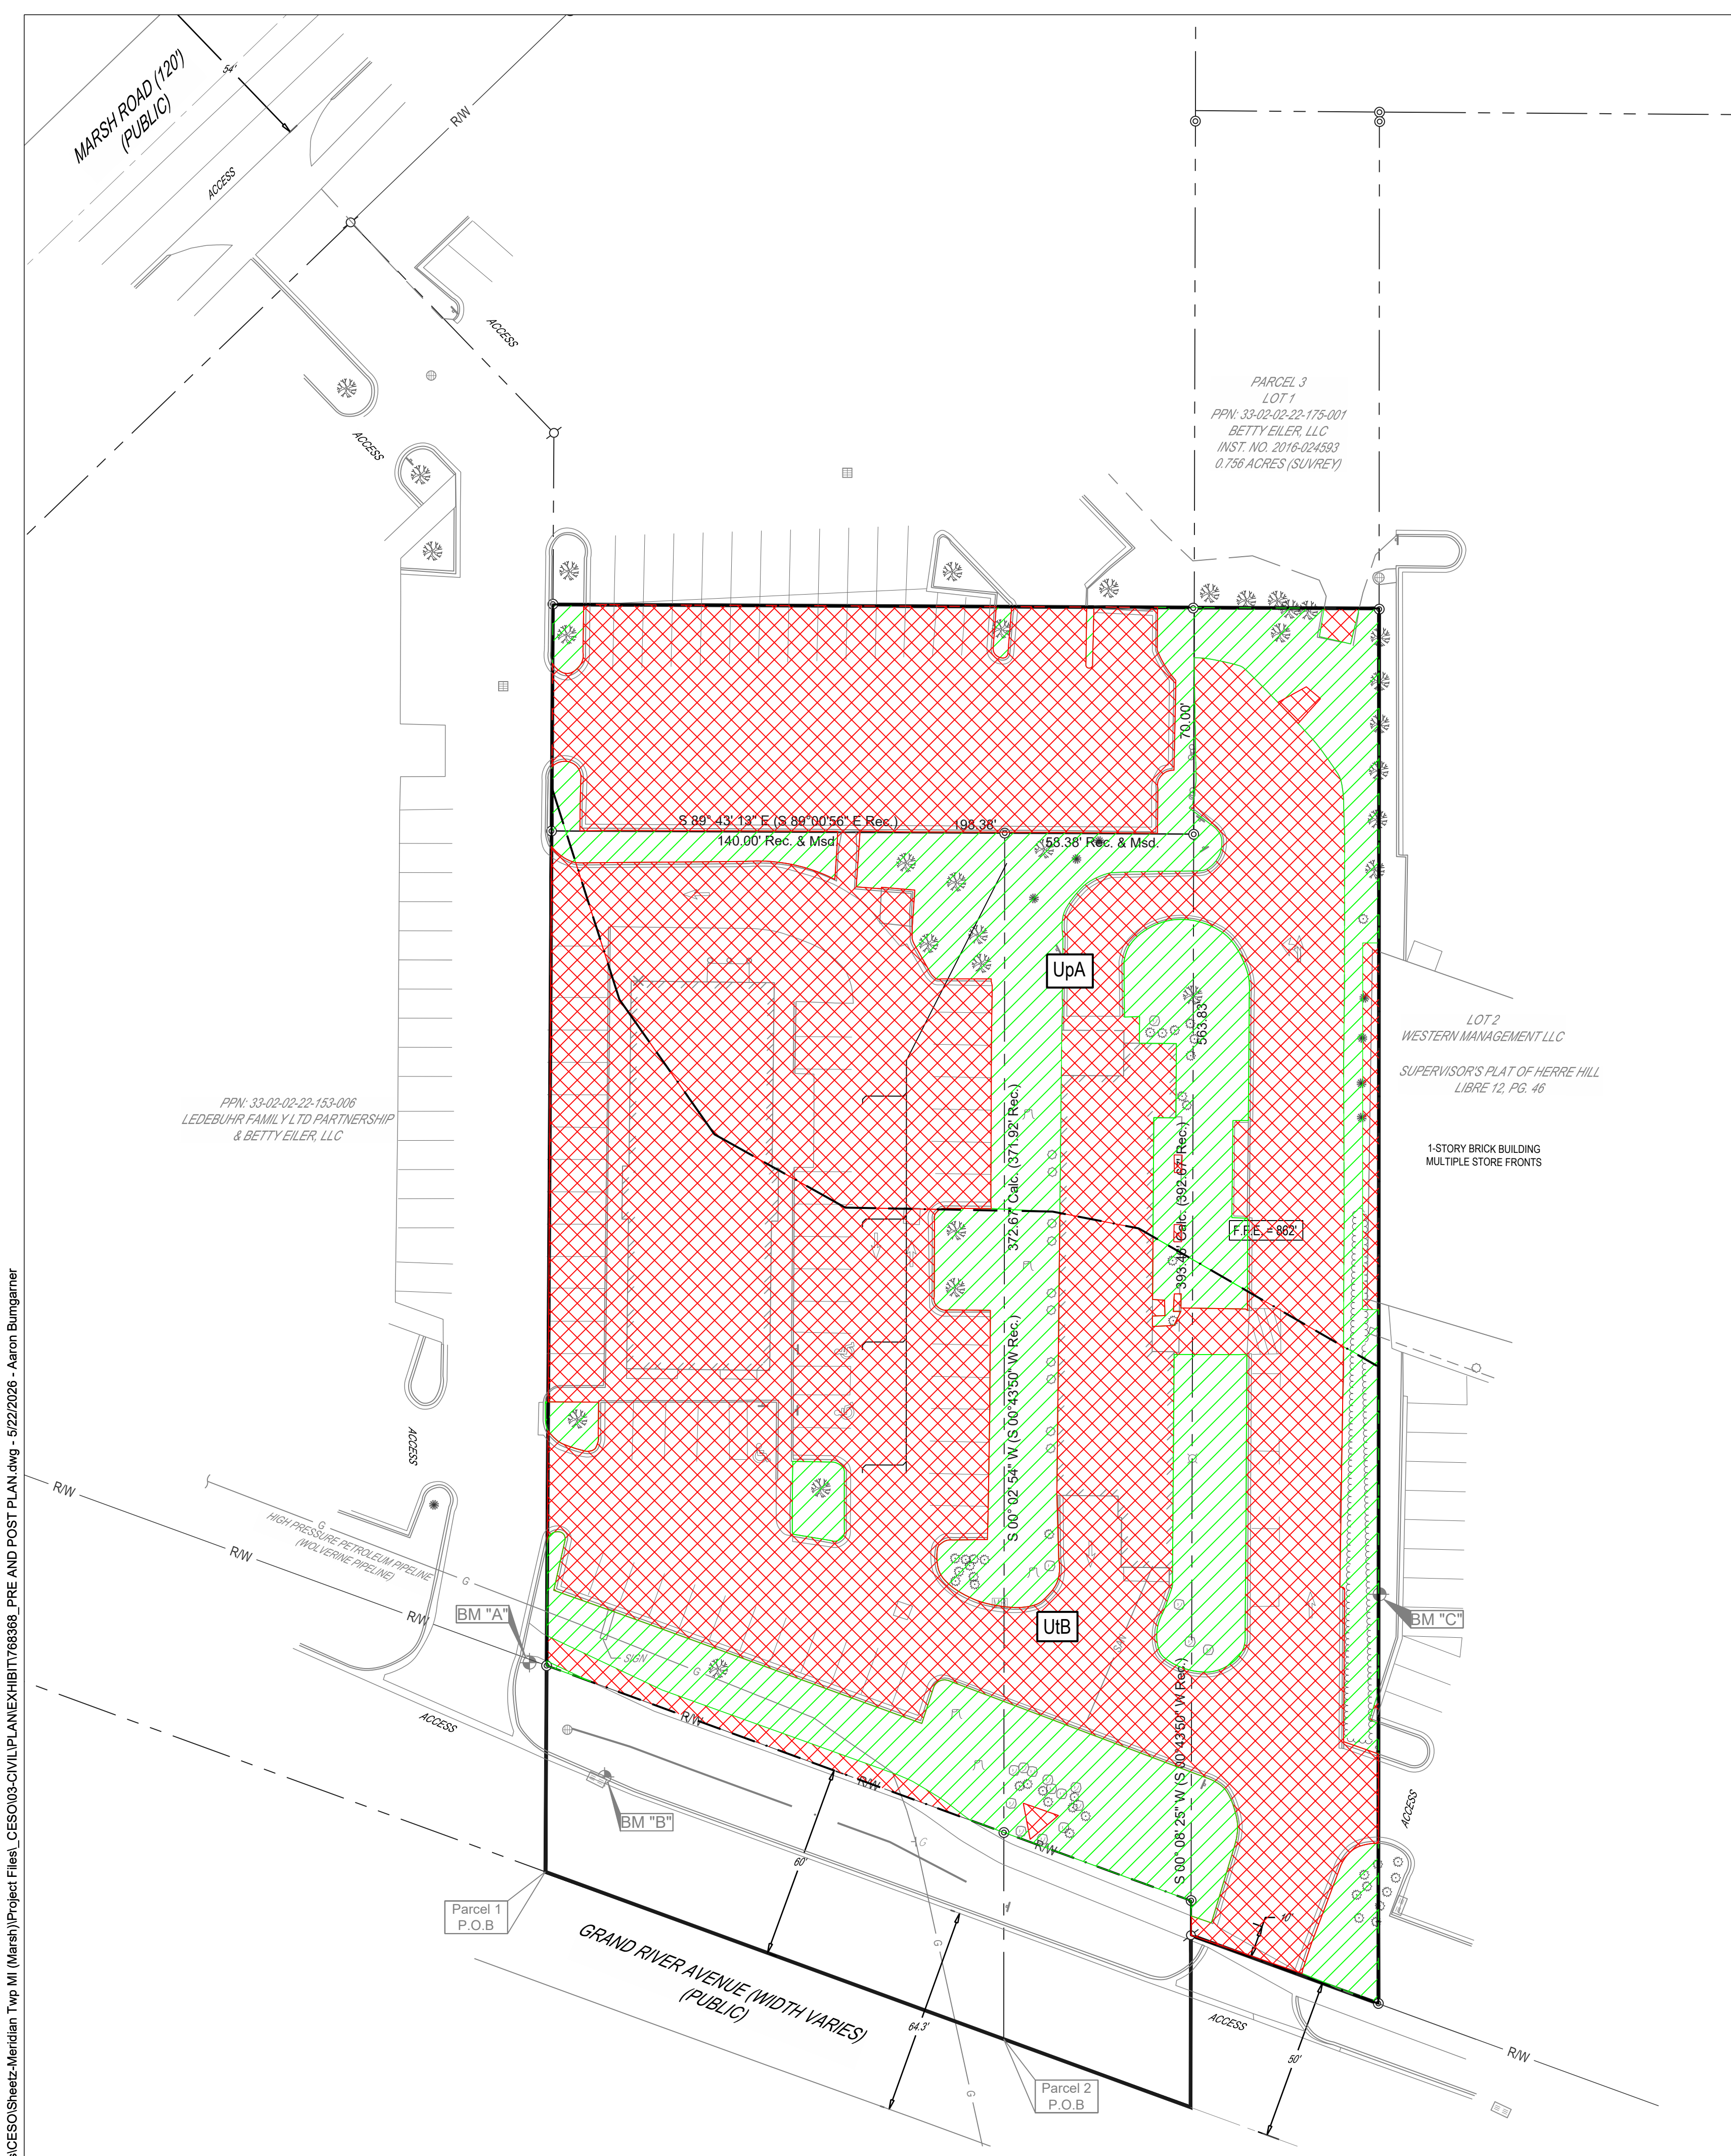 MARSH ROAD (120')
(PUBLIC)
54'
R/W
ACCESS
ACCESS
ACCESS
PARCEL 3
LOT 1
PPN: 33-02-02-22-175-001
BETTY EILER, LLC
INST. NO. 2016-024593
0.756 ACRES (SUVREY)
70.00'
S 89° 43' 13" E (S 89°00'56" E Rec.)
198.38'
140.00' Rec. & Msd.
58.38' Rec. & Msd.
UpA
563.83'
LOT 2
WESTERN MANAGEMENT LLC
SUPERVISOR'S PLAT OF HERRE HILL
LIBRE 12, PG. 46
1-STORY BRICK BUILDING
MULTIPLE STORE FRONTS
PPN: 33-02-02-22-153-006
LEDEBUHR FAMILY LTD PARTNERSHIP
& BETTY EILER, LLC
F.F.E. = 862'
S 00° 02' 54" W (S 00°43'50" W Rec.)
372.67' Calc. (371.92' Rec.)
S 00° 08' 25" W (S 00°43'50" W Rec.)
393.46' Calc. (392.67' Rec.)
ACCESS
R/W
G
HIGH PRESSURE PETROLEUM PIPELINE
(WOLVERINE PIPELINE)
R/W
G
R/W
BM "A"
UtB
BM "C"
SIGN
G
S/W
R/W
ACCESS
R/W
BM "B"
G
R/W
60'
ACCESS
10'
Parcel 1
P.O.B
GRAND RIVER AVENUE (WIDTH VARIES)
(PUBLIC)
G
64.3'
ACCESS
50'
R/W
Parcel 2
P.O.B
G
\CESO\Sheetz-Meridian Twp MI (Marsh)\Project Files\_CESO\03-CIVIL\PLAN\EXHIBIT\768368_PRE AND POST PLAN.dwg - 5/22/2026 - Aaron Bumgarner